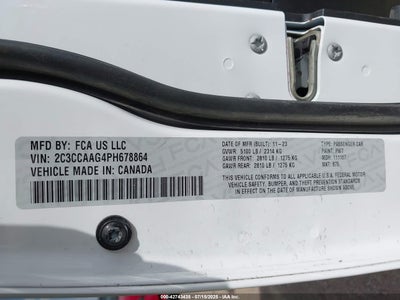 MFD BY: FCA US LLC
VIN: 2C3CCAAG4PH678864
VEHICLE MADE IN: CANADA
DATE OF MFR (BUILT): 11-23
GVWR: 5100 LB / 2314 KG
GAWR FRONT: 2810 LB / 1275 KG
GAWR REAR: 2810 LB / 1275 KG
TYPE: PASSENGER CAR
PAINT: PW7
THIS VEHICLE CONFORMS TO ALL APPLICABLE U.S. FEDERAL MOTOR
VEHICLE SAFETY, BUMPER AND THEFT PREVENTION STANDARDS
IN EFFECT ON THE DATE OF MANUFACTURE SHOWN ABOVE.